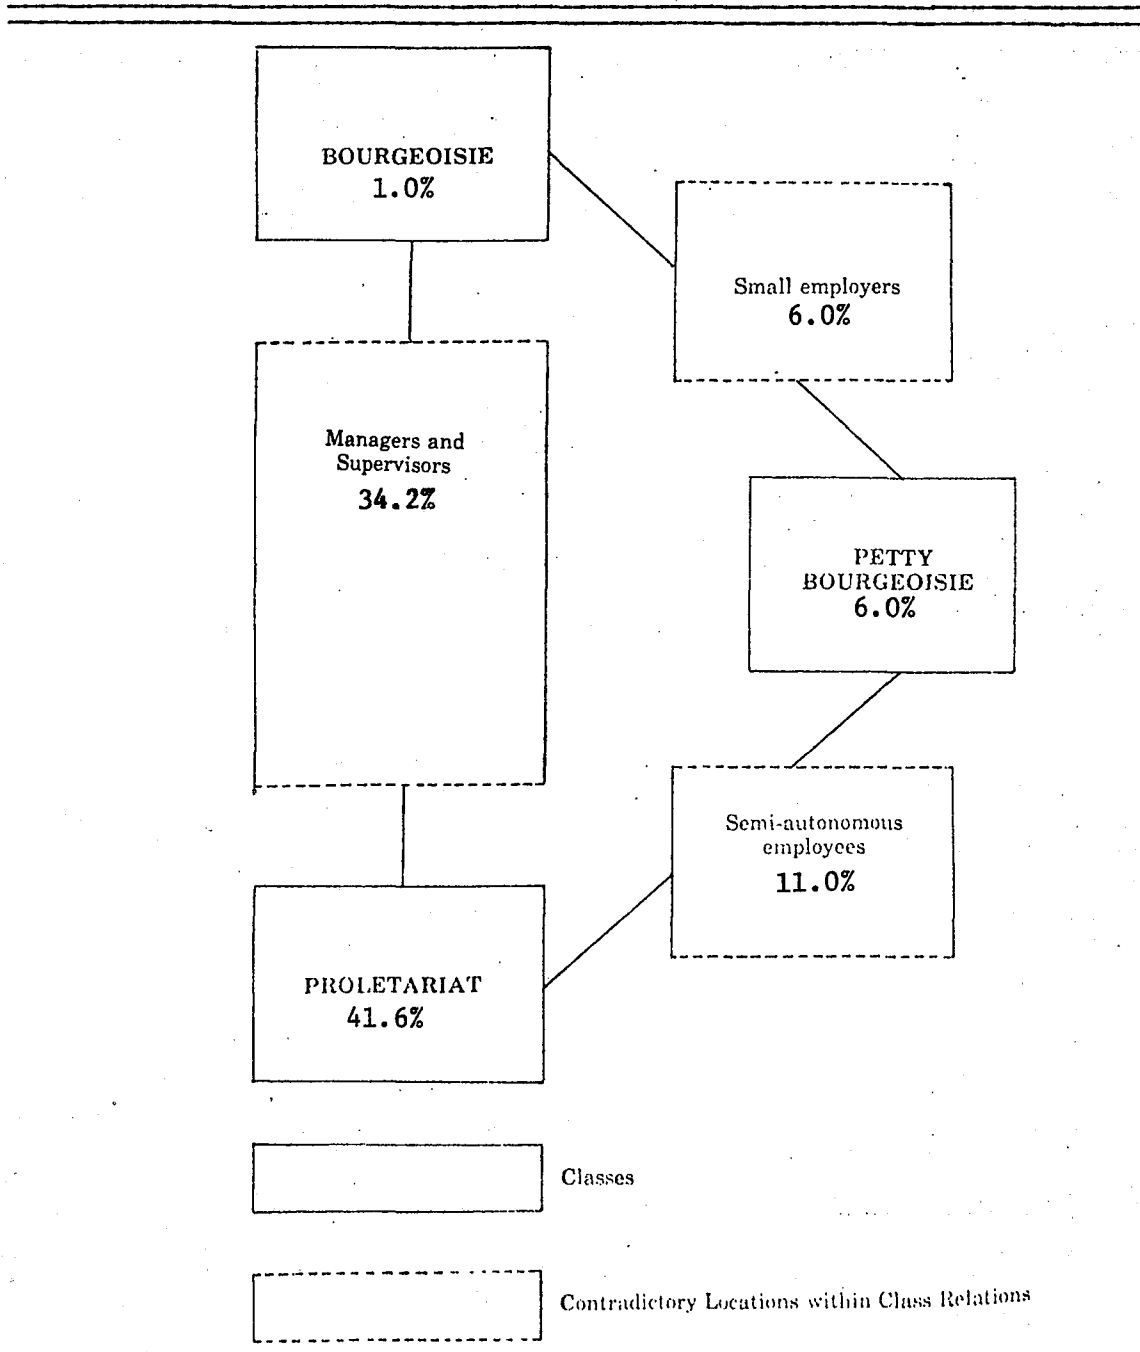 BOURGEOISIE
1.0%
Small employers
6.0%
Managers and
Supervisors
34.2%
PETTY
BOURGEOISIE
6.0%
Semi-autonomous
employees
11.0%
PROLETARIAT
41.6%
Classes
Contradictory Locations within Class Relations